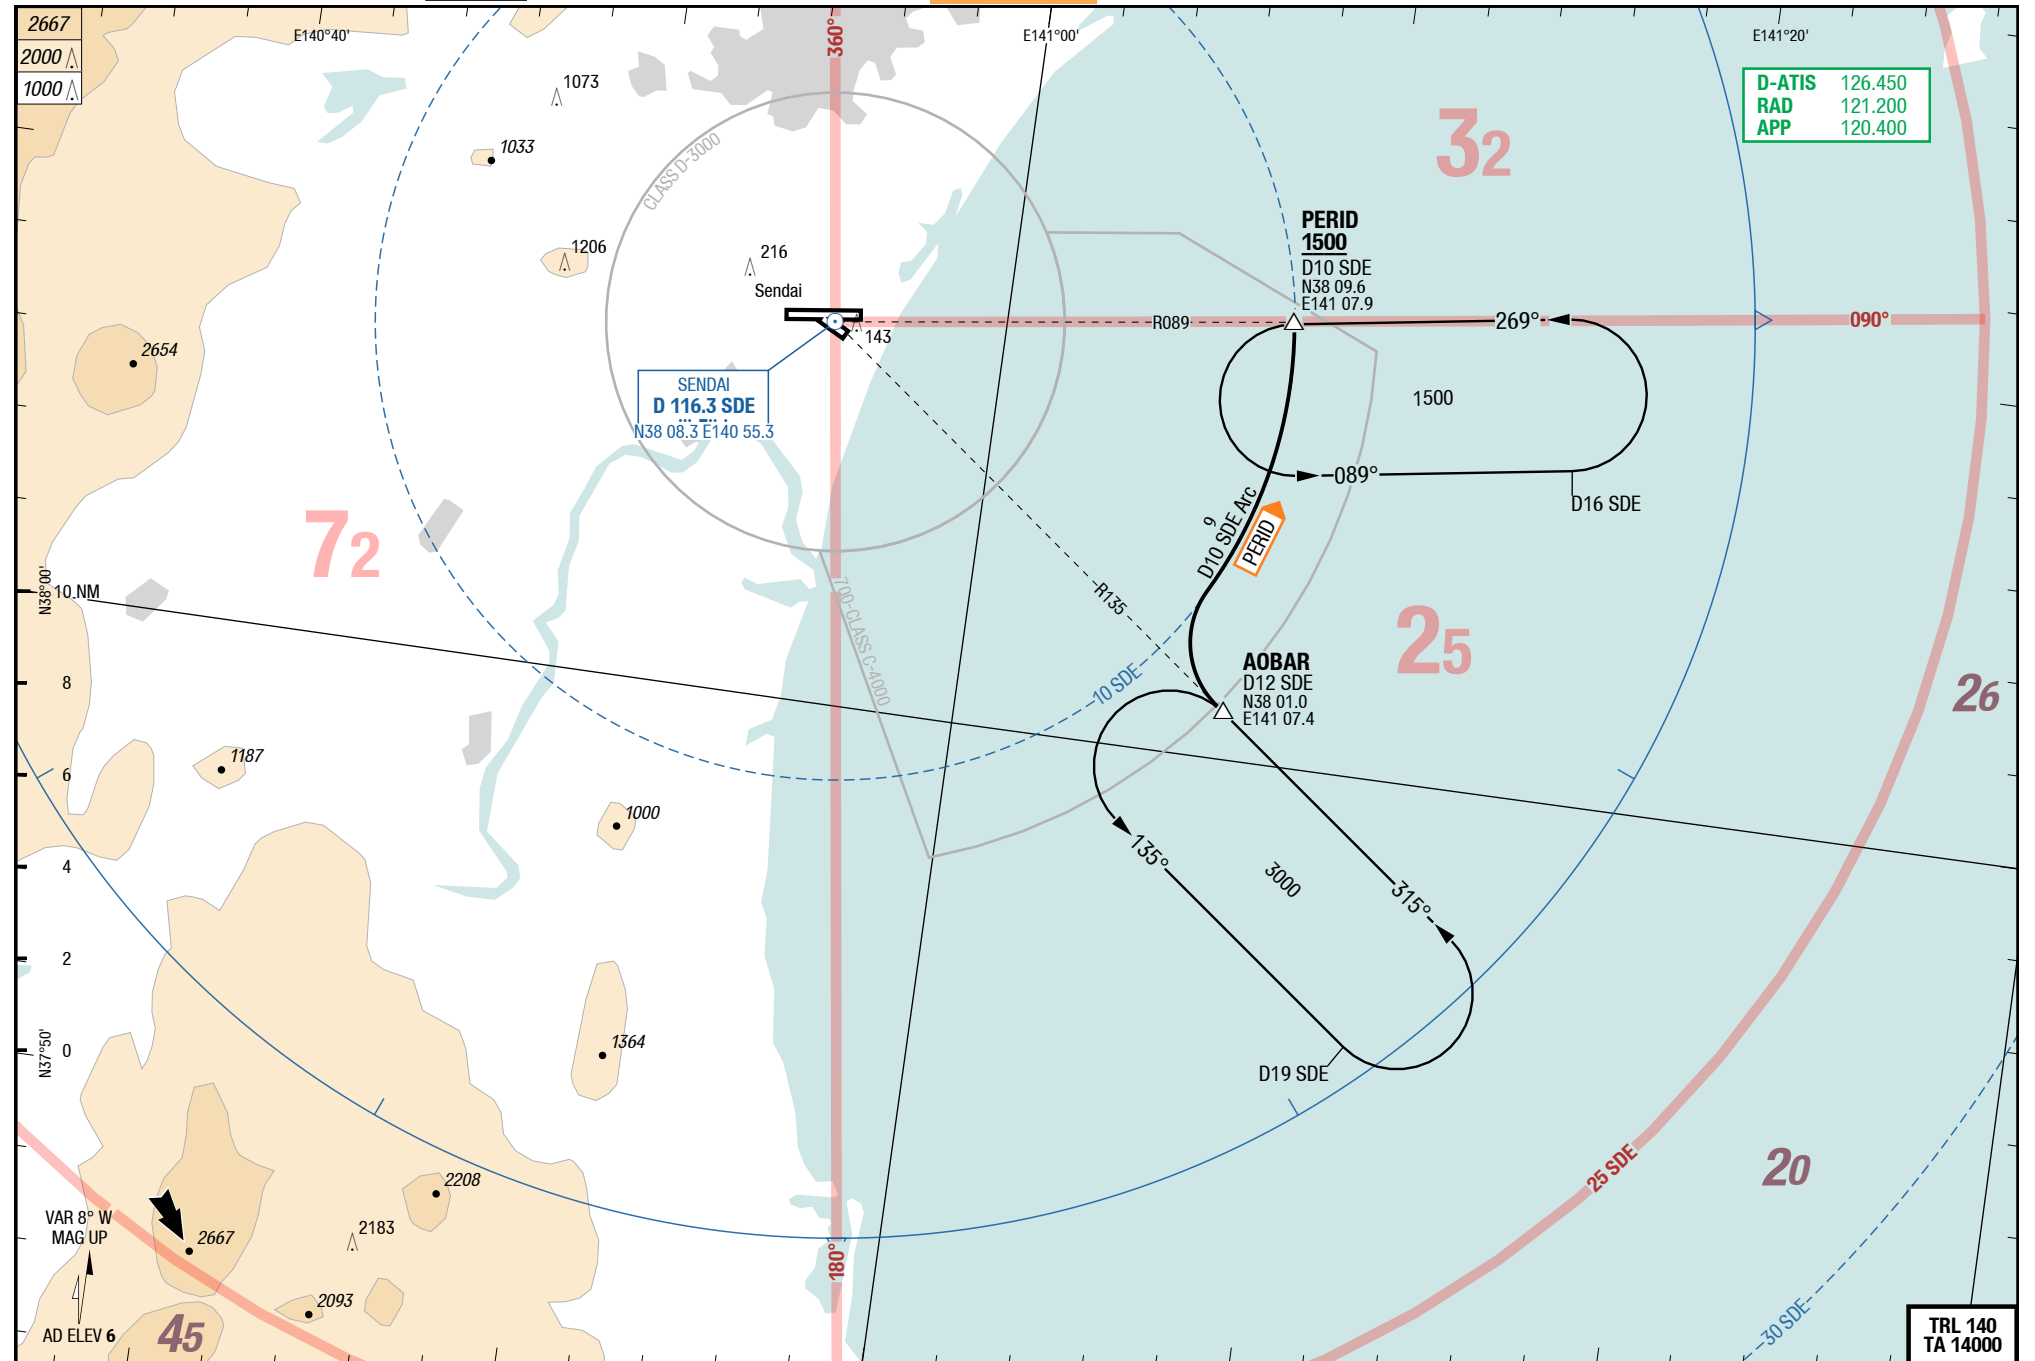 2667
2000
1000
E140°40'
360°
E141°00'
E141°20'
D-ATIS 126.450
RAD 121.200
APP 120.400
1073
1033
CLASS D-3000
32
1206
216
Sendai
143
PERID
1500
D10 SDE
N38 09.6
E141 07.9
R089
269°
090°
2654
SENDAI
D 116.3 SDE
N38 08.3 E140 55.3
1500
089°
D16 SDE
72
9
D10 SDE Arc
PERID
R135
700-CLASS C-4000
N38°00'
10 NM
8
6
4
2
0
N37°50'
10 SDE
AOBAR
D12 SDE
N38 01.0
E141 07.4
25
26
1187
1000
135°
3000
315°
1364
D19 SDE
2208
2183
2667
2093
VAR 8° W
MAG UP
AD ELEV 6
45
180°
25 SDE
20
30 SDE
TRL 140
TA 14000